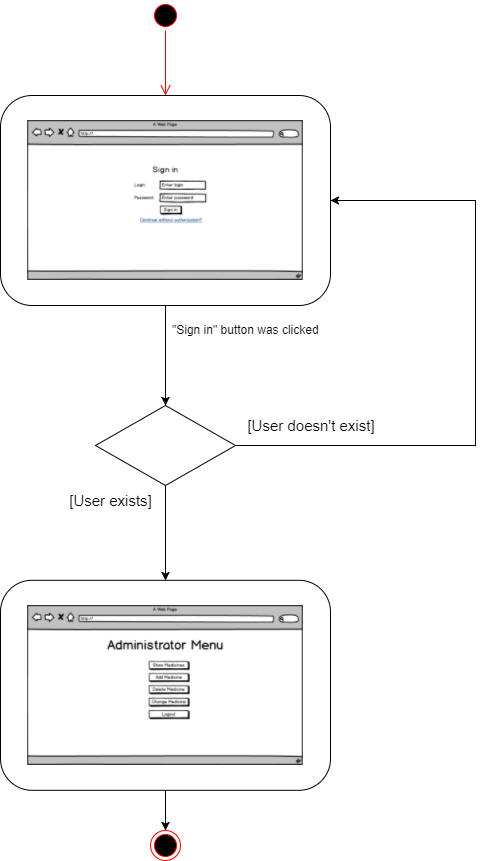 A Web Page
http://
Sign in
Login:
Enter login
Password:
Enter password
Sign in
Continue without authorization?
"Sign in" button was clicked
[User doesn't exist]
[User exists]
A Web Page
http://
Administrator Menu
Show Medicines
Add Medicine
Delete Medicine
Change Medicine
Logout